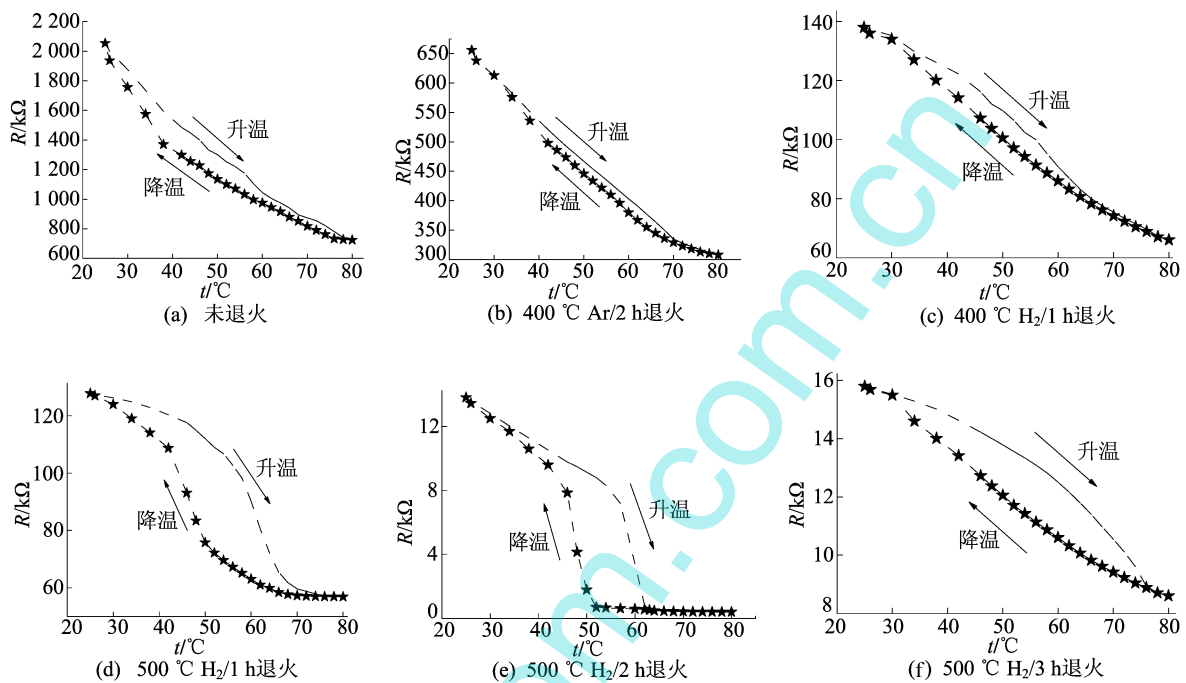 2 200
2 000
1 800
1 600
1 400
1 200
1 000
800
600
R/kΩ
升温
降温
20 30 40 50 60 70 80
t/℃
(a) 未退火
650
600
550
500
450
400
350
300
R/kΩ
升温
降温
20 30 40 50 60 70 80
t/℃
(b) 400 ℃ Ar/2 h退火
140
120
100
80
60
R/kΩ
升温
降温
20 30 40 50 60 70 80
t/℃
(c) 400 ℃ H₂/1 h退火
120
100
80
60
R/kΩ
升温
降温
20 30 40 50 60 70 80
t/℃
(d) 500 ℃ H₂/1 h退火
12
8
4
0
R/kΩ
升温
降温
20 30 40 50 60 70 80
t/℃
(e) 500 ℃ H₂/2 h退火
16
14
12
10
8
R/kΩ
升温
降温
20 30 40 50 60 70 80
t/℃
(f) 500 ℃ H₂/3 h退火
om.com.cn